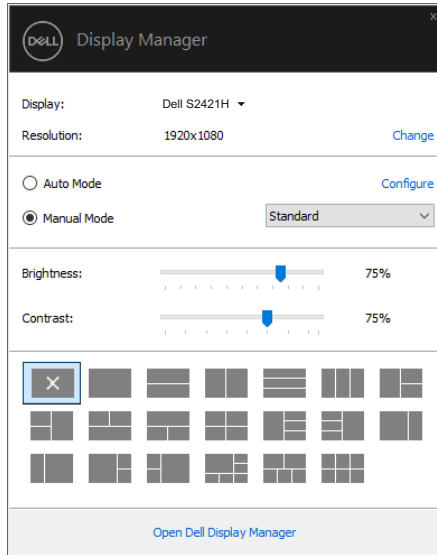 x
DELL Display Manager
Display: Dell S2421H
Resolution: 1920x1080 Change
Auto Mode Configure
Manual Mode Standard
Brightness: 75%
Contrast: 75%
Open Dell Display Manager